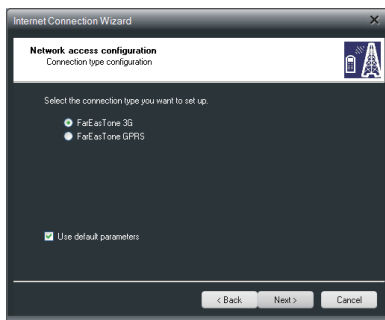 Internet Connection Wizard
Network access configuration
Connection type configuration
Select the connection type you want to set up.
FarEasTone 3G
FarEasTone GPRS
Use default parameters
< Back
Next >
Cancel